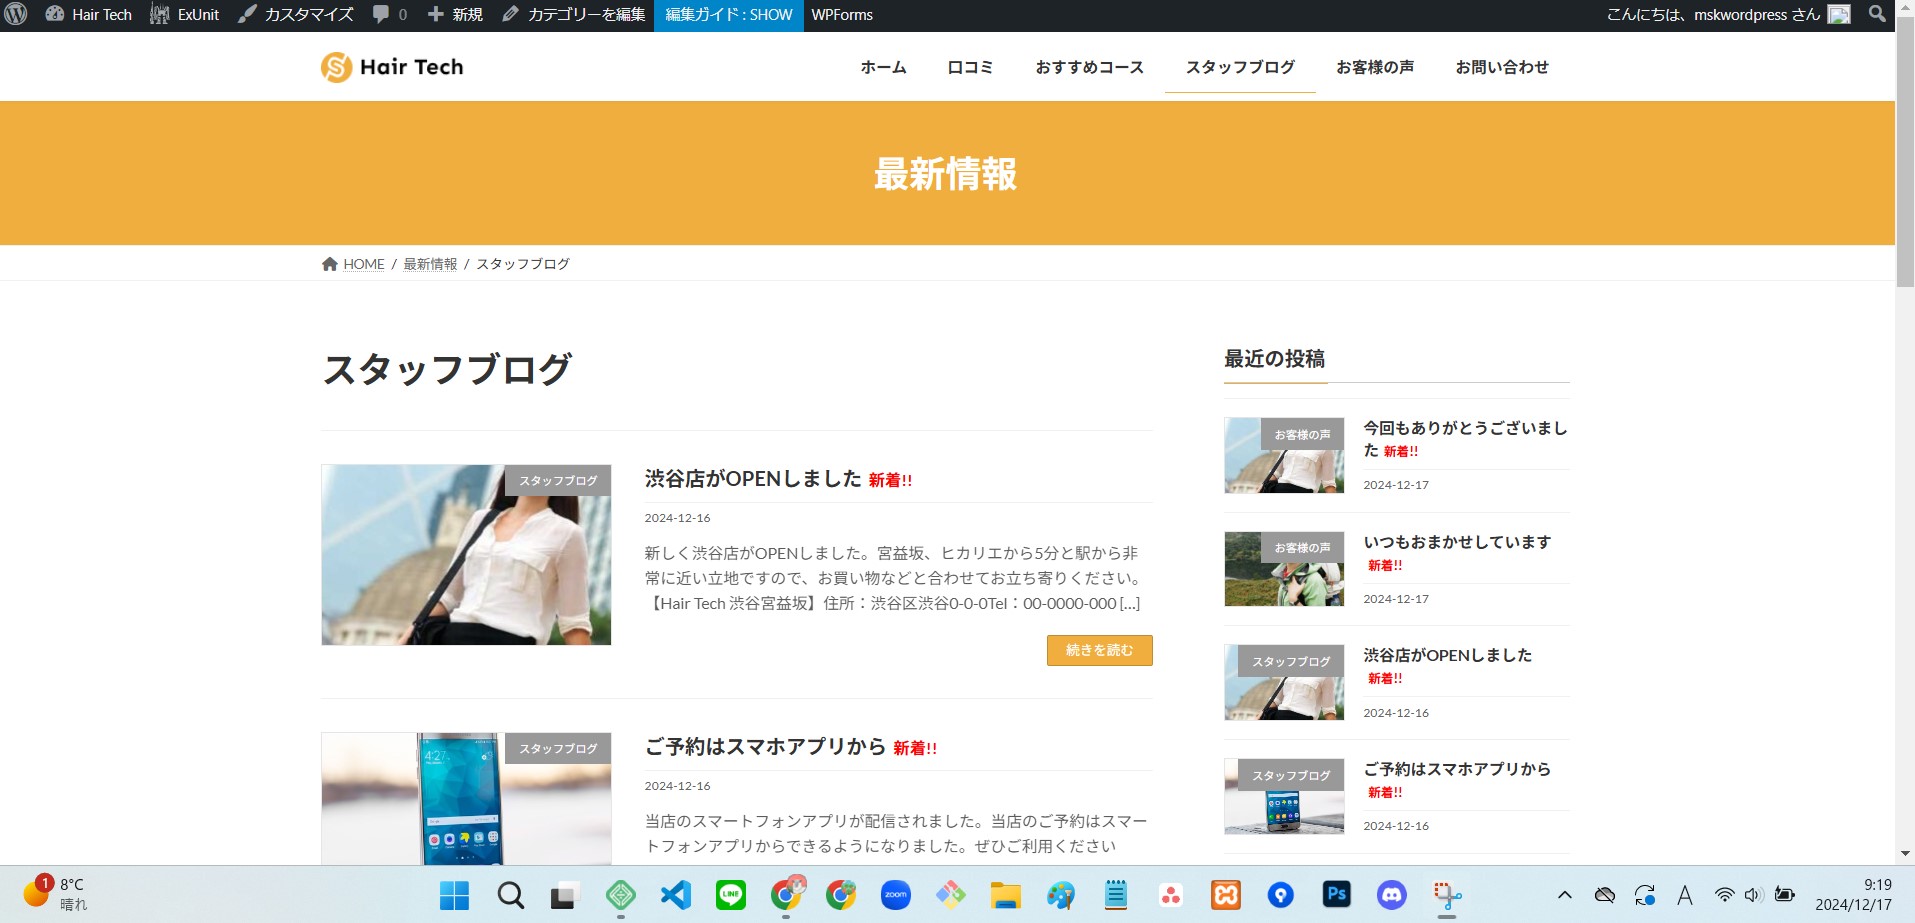 Hair Tech ExUnit カスタマイズ 0 新規 カテゴリーを編集 編集ガイド : SHOW WPForms こんにちは、mskwordpress さん
Hair Tech ホーム 口コミ おすすめコース スタッフブログ お客様の声 お問い合わせ
最新情報
HOME / 最新情報 / スタッフブログ
スタッフブログ
スタッフブログ
渋谷店がOPENしました 新着!!
2024-12-16
新しく渋谷店がOPENしました。宮益坂、ヒカリエから5分と駅から非
常に近い立地ですので、お買い物などと合わせてお立ち寄りください。
【Hair Tech 渋谷宮益坂】住所：渋谷区渋谷0-0-0Tel：00-0000-000 [...]
続きを読む
スタッフブログ
4:27
ご予約はスマホアプリから 新着!!
2024-12-16
当店のスマートフォンアプリが配信されました。当店のご予約はスマー
トフォンアプリからできるようになりました。ぜひご利用ください
最近の投稿
お客様の声
今回もありがとうございまし
た 新着!!
2024-12-17
お客様の声
いつもおまかせしています
新着!!
2024-12-17
スタッフブログ
渋谷店がOPENしました
新着!!
2024-12-16
スタッフブログ
ご予約はスマホアプリから
新着!!
2024-12-16
1 8°C
晴れ
LINE zoom Ps A
9:19
2024/12/17